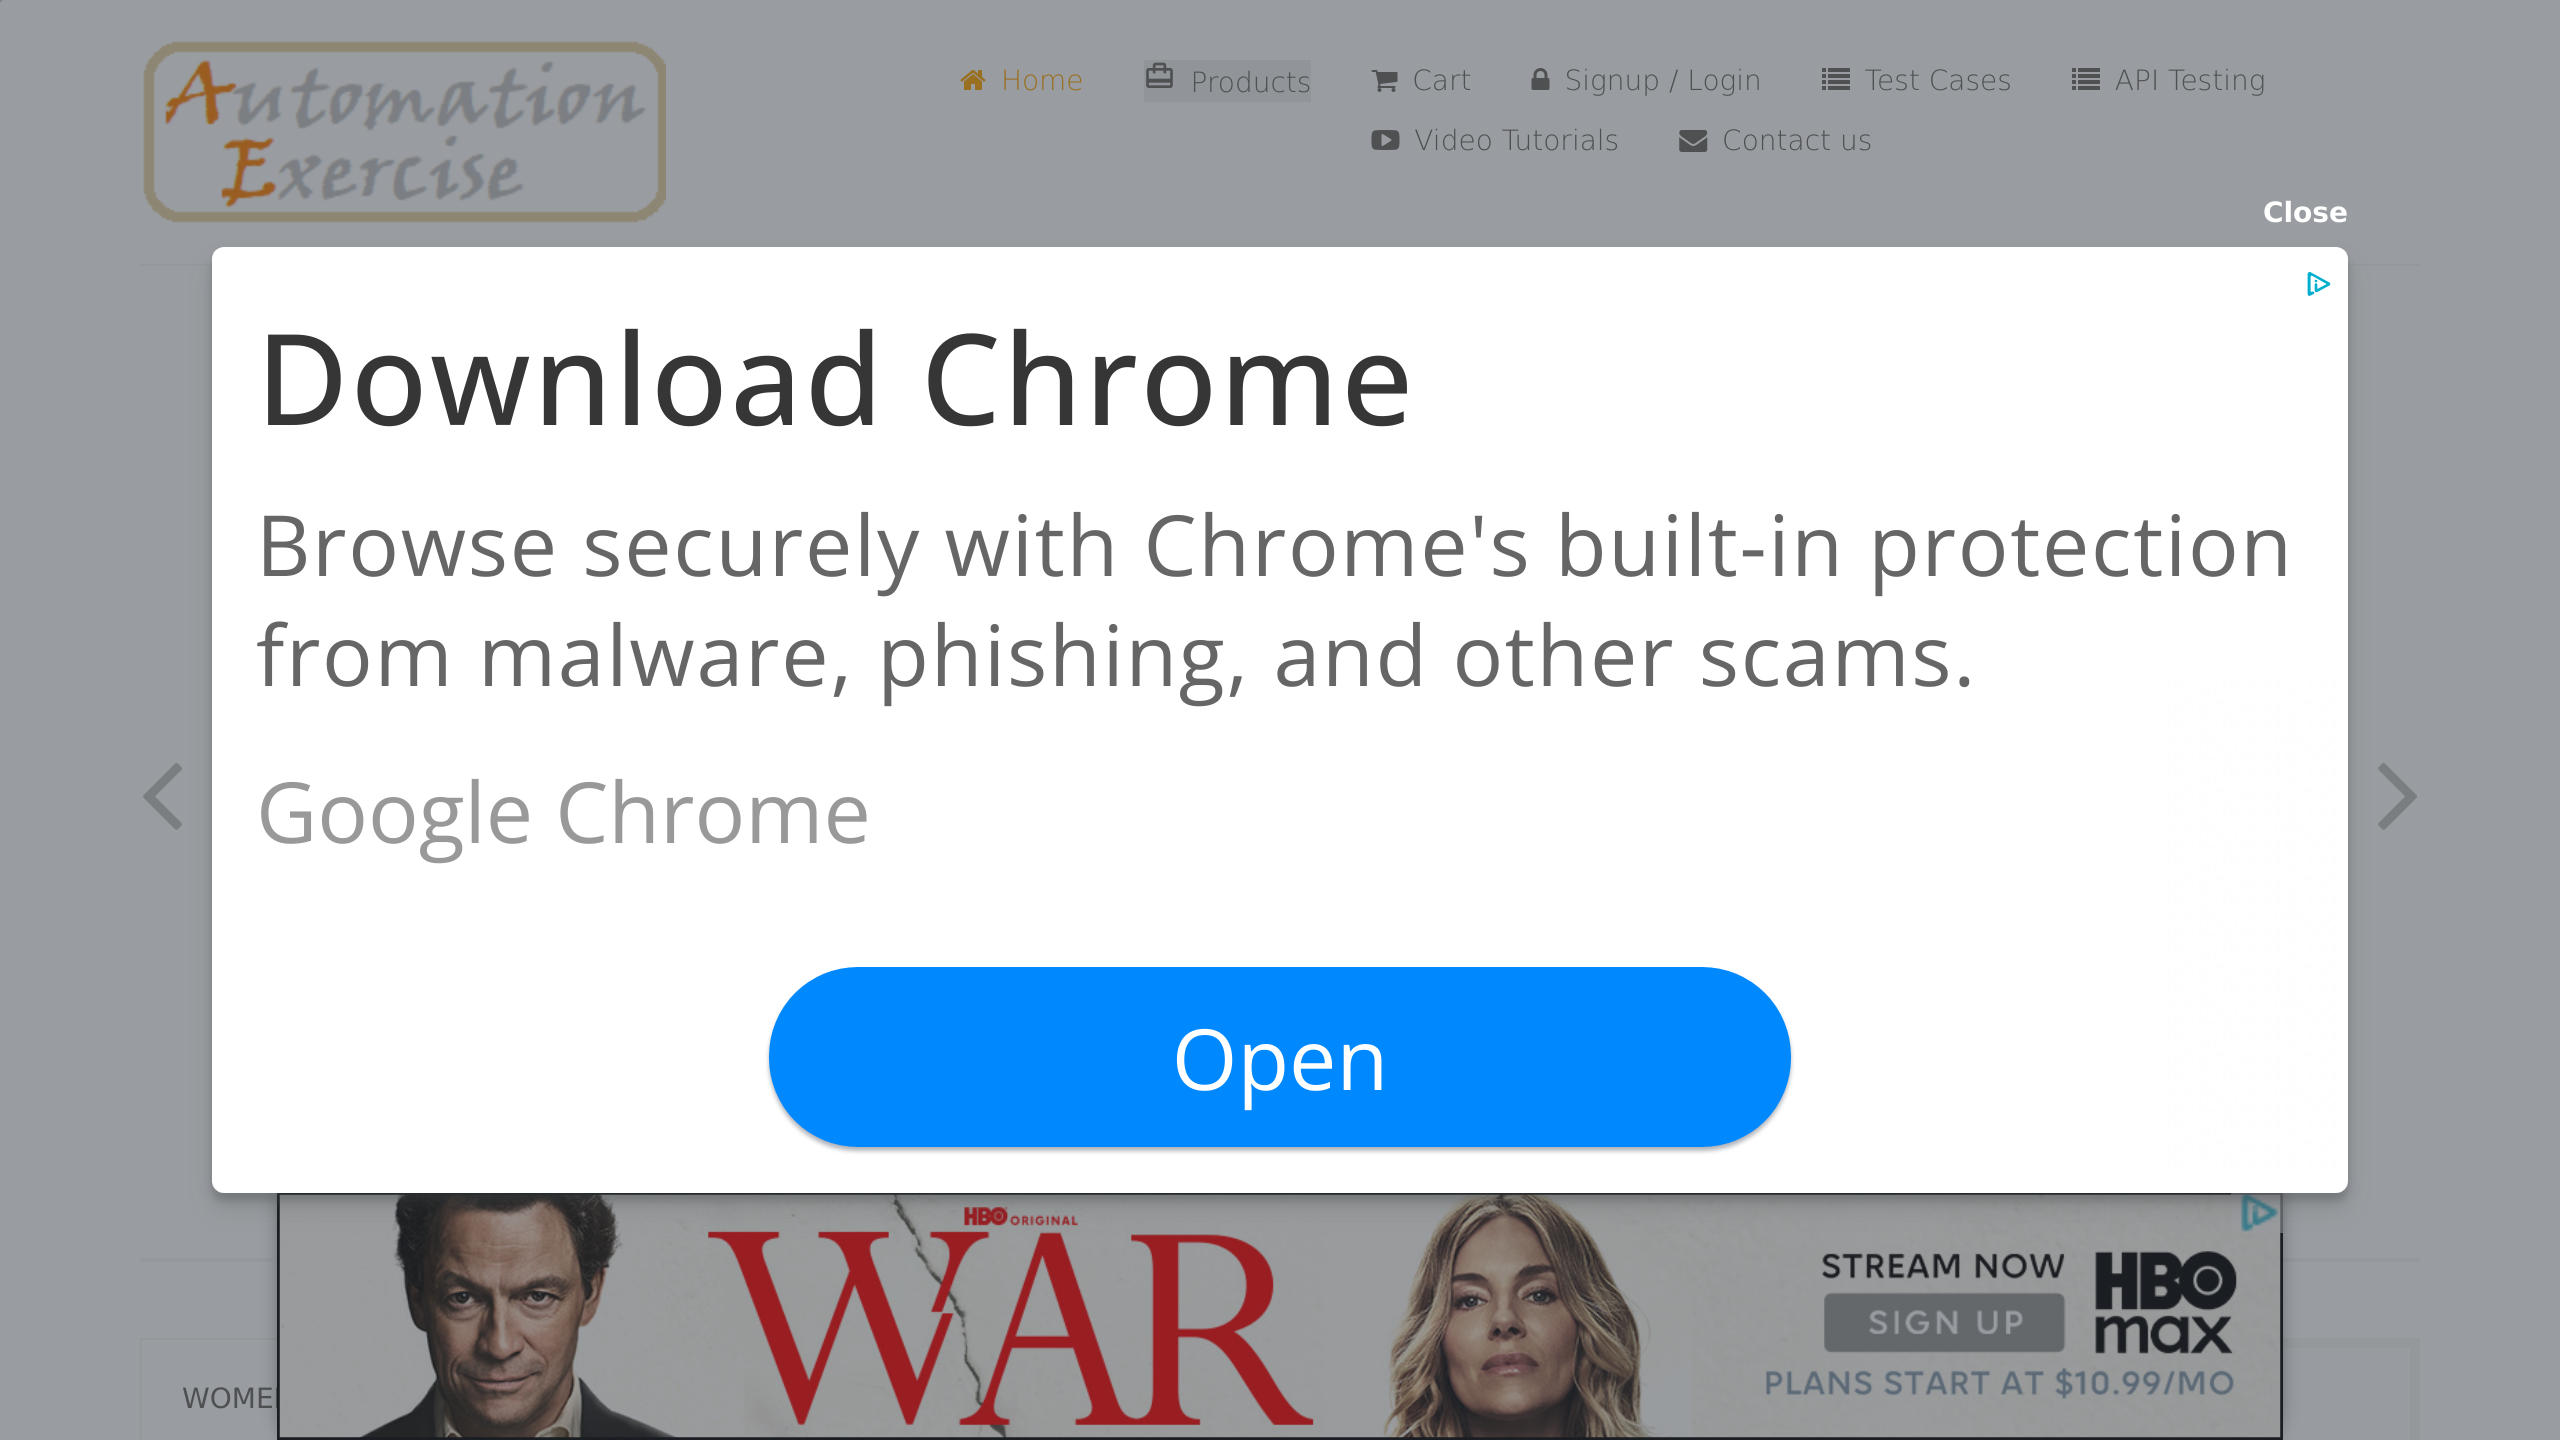 Automation
Exercise
Home Products Cart Signup / Login Test Cases API Testing
Video Tutorials Contact us
Close
Download Chrome
Browse securely with Chrome's built-in protection
from malware, phishing, and other scams.
Google Chrome
Open
HBO ORIGINAL
WAR
STREAM NOW
SIGN UP
HBO
max
PLANS START AT $10.99/MO